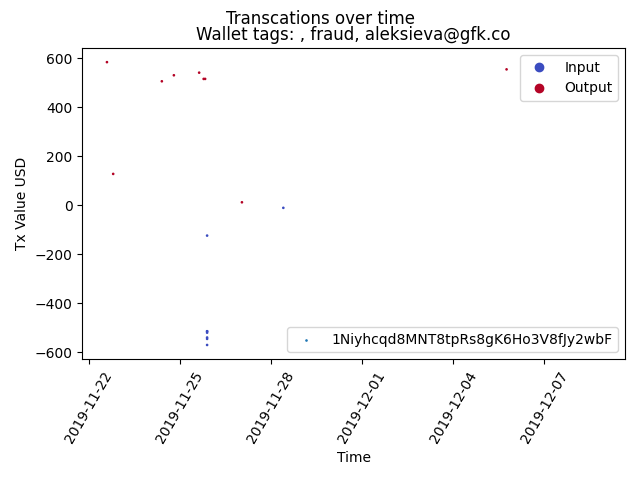 Transcations over time
Wallet tags: , fraud, aleksieva@gfk.co
Tx Value USD
600
400
200
0
−200
−400
−600
Input
Output
1Niyhcqd8MNT8tpRs8gK6Ho3V8fJy2wbF
2019-11-22
2019-11-25
2019-11-28
2019-12-01
2019-12-04
2019-12-07
Time